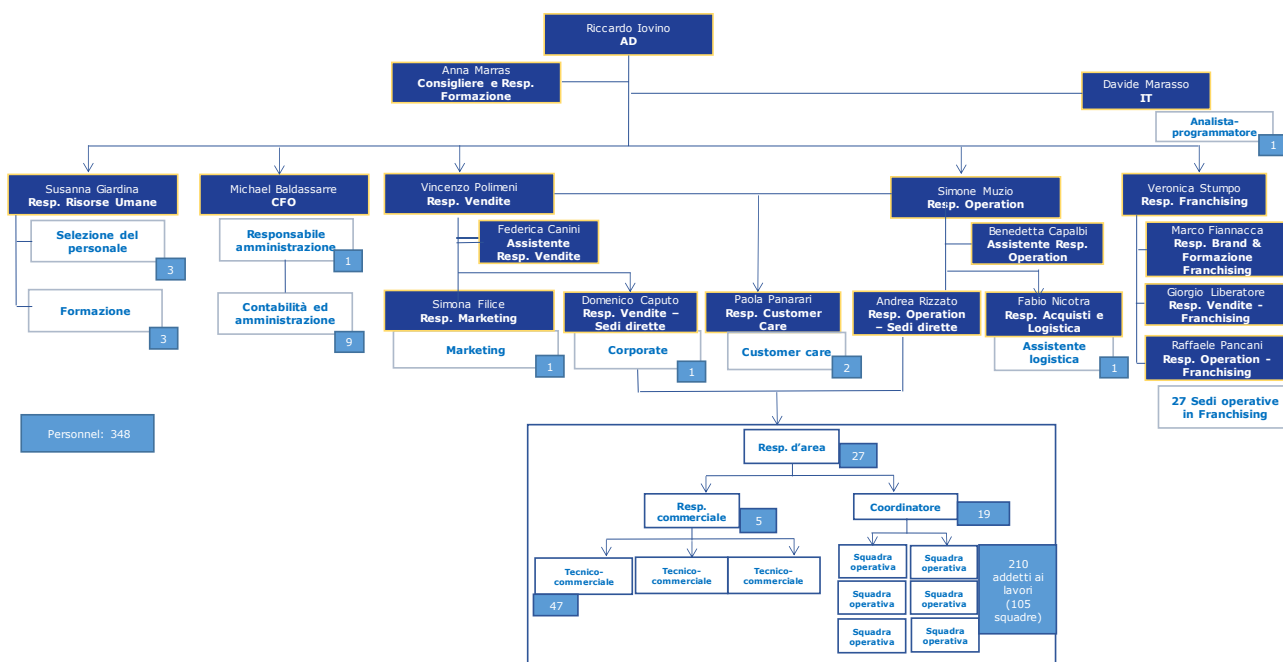 Riccardo Iovino
AD
Anna Marras
Consigliere e Resp.
Formazione
Davide Marasso
IT
Analista-
programmatore
1
Susanna Giardina
Resp. Risorse Umane
Michael Baldassarre
CFO
Vincenzo Polimeni
Resp. Vendite
Simone Muzio
Resp. Operation
Veronica Stumpo
Resp. Franchising
Selezione del
personale
3
Formazione
3
Responsabile
amministrazione
1
Contabilità ed
amministrazione
9
Federica Canini
Assistente
Resp. Vendite
Benedetta Capalbi
Assistente Resp.
Operation
Marco Fiannacca
Resp. Brand &
Formazione
Franchising
Giorgio Liberatore
Resp. Vendite -
Franchising
Raffaele Pancani
Resp. Operation -
Franchising
27 Sedi operative
in Franchising
Simona Filice
Resp. Marketing
Marketing
1
Domenico Caputo
Resp. Vendite –
Sedi dirette
Corporate
1
Paola Panarari
Resp. Customer
Care
Customer care
2
Andrea Rizzato
Resp. Operation
– Sedi dirette
Fabio Nicotra
Resp. Acquisti e
Logistica
Assistente
logistica
1
Personnel: 348
Resp. d’area
27
Resp.
commerciale
5
Coordinatore
19
Tecnico-
commerciale
47
Tecnico-
commerciale
Tecnico-
commerciale
Squadra
operativa
Squadra
operativa
Squadra
operativa
Squadra
operativa
Squadra
operativa
Squadra
operativa
210
addetti ai
lavori
(105
squadre)